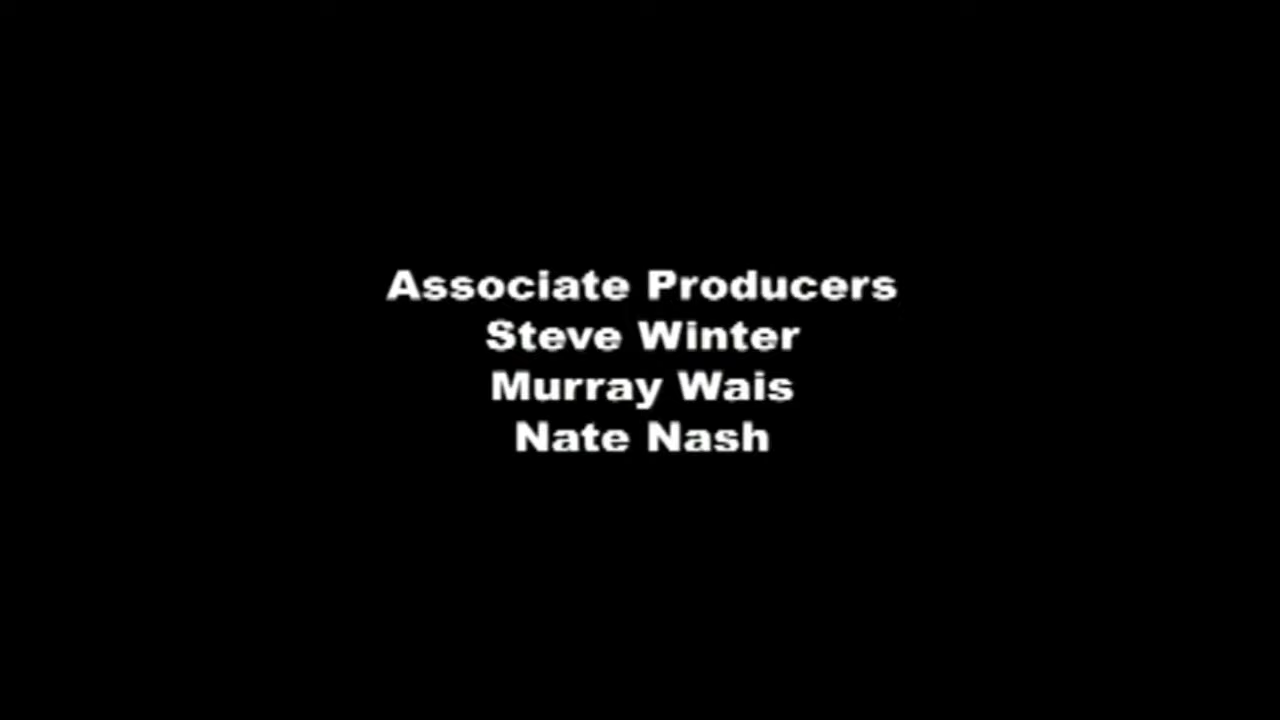 Associate Producers
Steve Winter
Murray Wais
Nate Nash